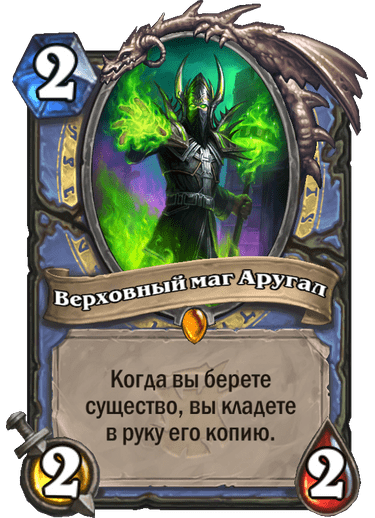 2
Верховный маг Аругал
Когда вы берете
существо, вы кладете
в руку его копию.
2
2